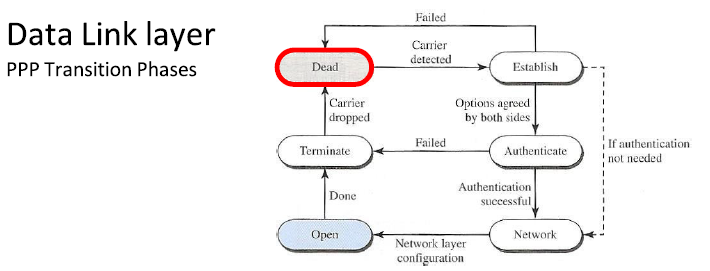 Data Link layer
PPP Transition Phases
Failed
Dead
Carrier
detected
Establish
Carrier
dropped
Options agreed
by both sides
Terminate
Failed
Authenticate
If authentication
not needed
Done
Authentication
successful
Open
Network layer
configuration
Network